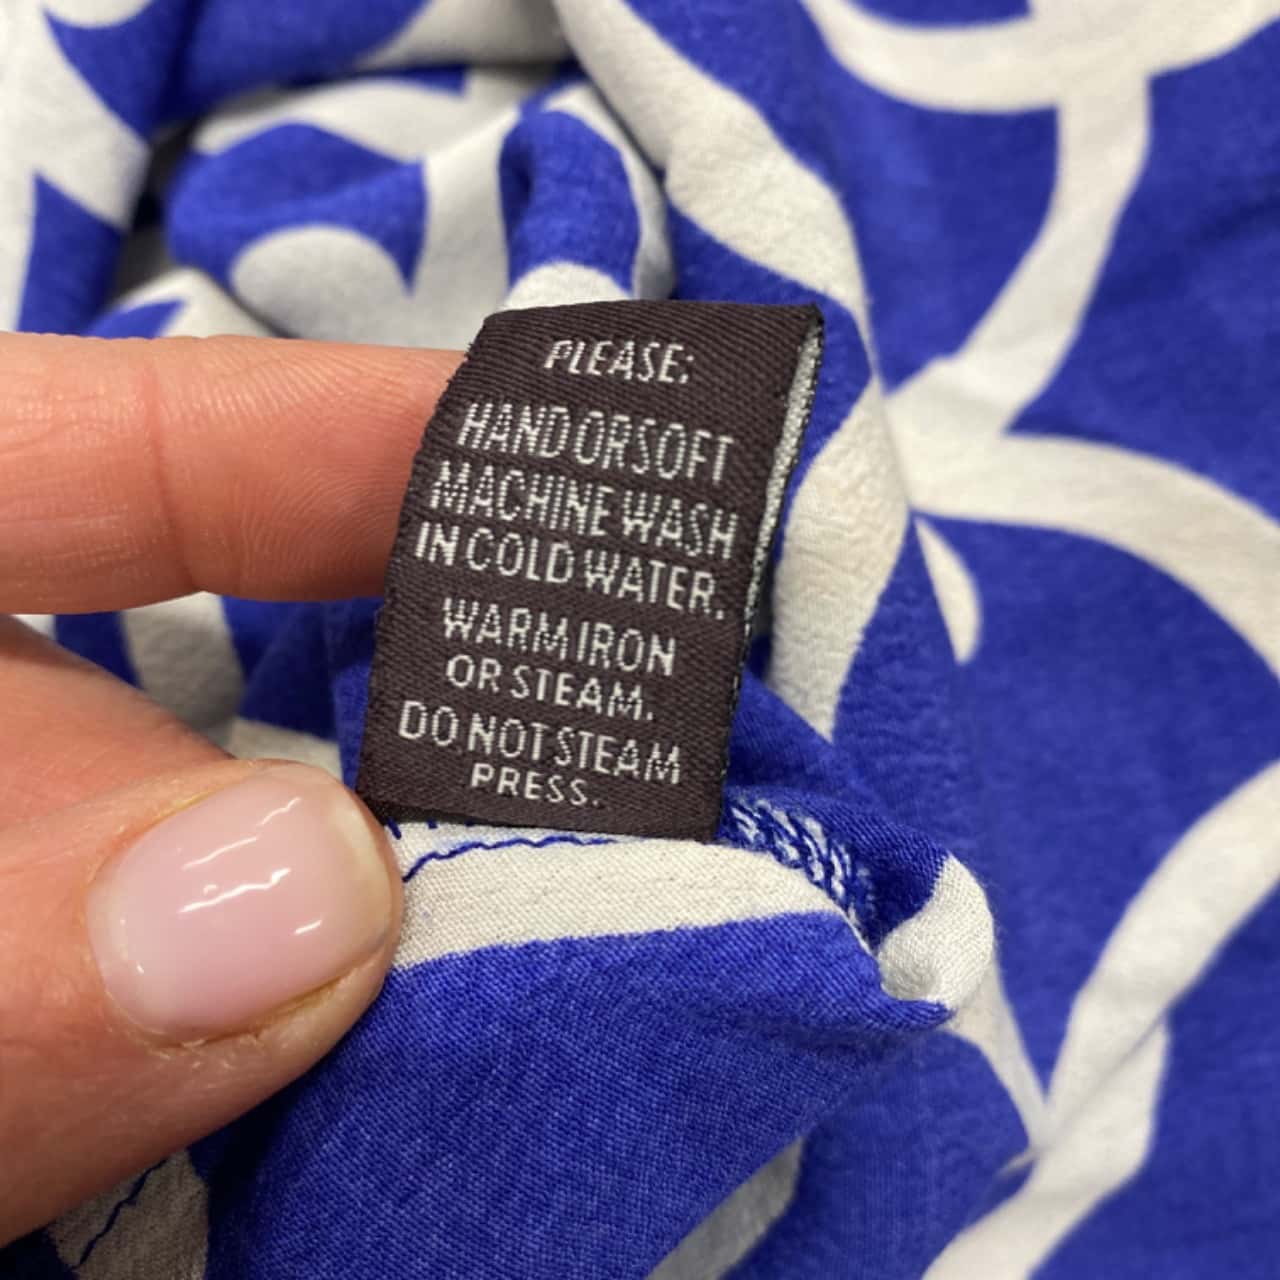 PLEASE:
HAND OR SOFT
MACHINE WASH
IN COLD WATER.
WARM IRON
OR STEAM.
DO NOT STEAM
PRESS.